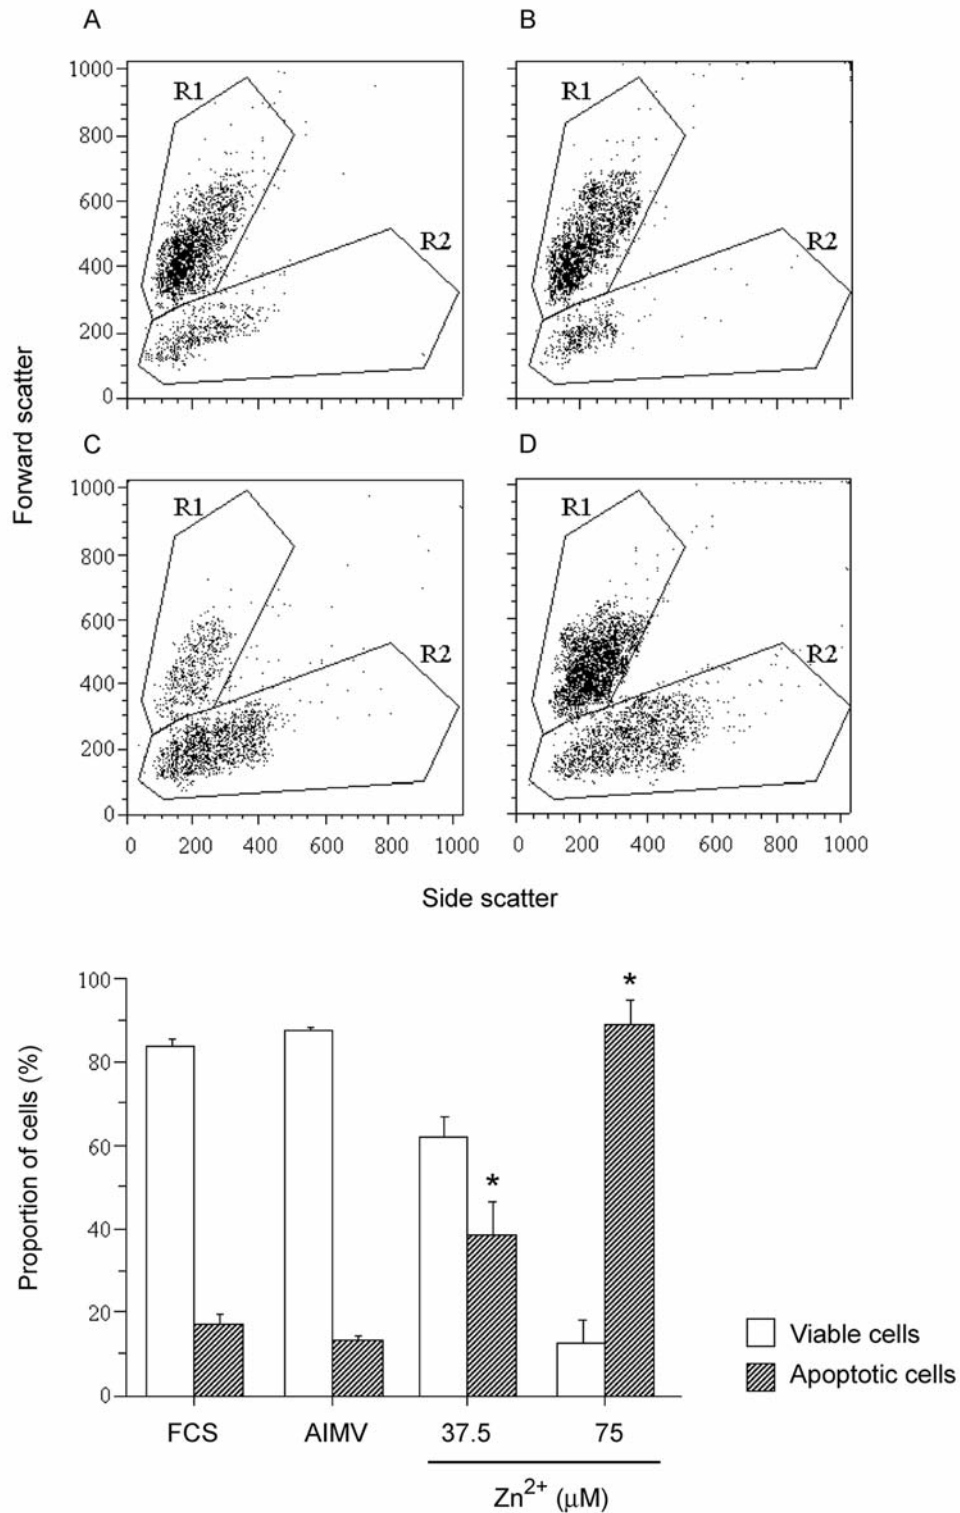 A
B
1000
800
600
400
200
0
R1
R2
R1
R2
C
D
1000
800
600
400
200
0
R1
R2
R1
R2
0 200 400 600 800 1000
0 200 400 600 800 1000
Forward scatter
Side scatter
100
80
60
40
20
0
Proportion of cells (%)
*
*
FCS AIMV 37.5 75
Zn²⁺ (µM)
Viable cells
Apoptotic cells